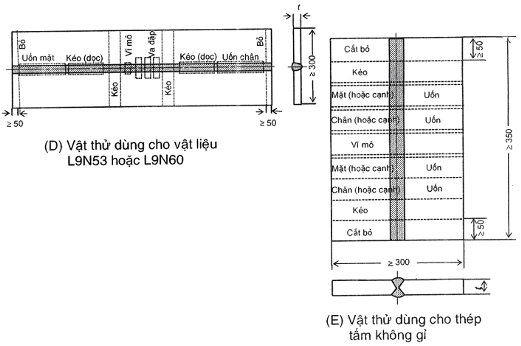 Bỏ
Uốn mặt
Kéo (dọc)
Kéo
Vĩ mô
Va đập
Kéo
Kéo (dọc)
Uốn chân
Bỏ
Kéo
Kéo
≥ 50
≥ 50
t
≥ 300
(D) Vật thử dùng cho vật liệu
L9N53 hoặc L9N60
Cắt bỏ
Kéo
Mặt (hoặc cạnh) Uốn
Chân (hoặc cạnh) Uốn
Vĩ mô
Mặt (hoặc cạnh) Uốn
Chân (hoặc cạnh) Uốn
Kéo
Cắt bỏ
≥ 50
≥ 350
≥ 50
≥ 300
t
(E) Vật thử dùng cho thép
tấm không gỉ